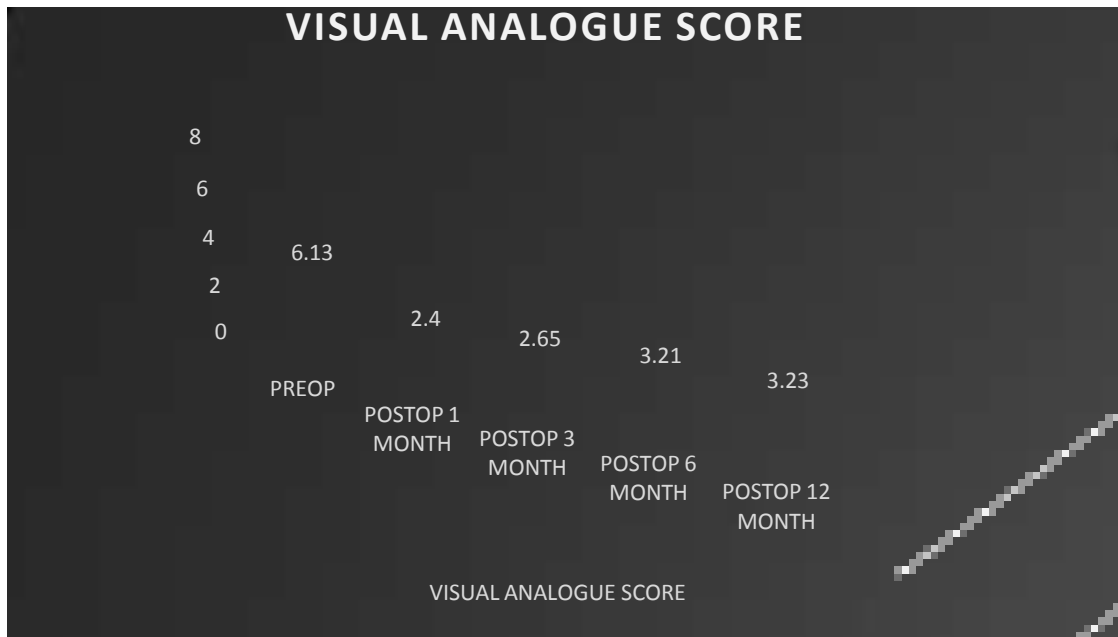 VISUAL ANALOGUE SCORE
8
6
4
2
0
6.13
2.4
2.65
3.21
3.23
PREOP
POSTOP 1
MONTH
POSTOP 3
MONTH
POSTOP 6
MONTH
POSTOP 12
MONTH
VISUAL ANALOGUE SCORE